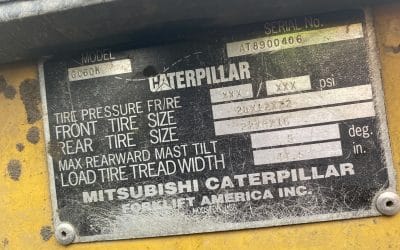 MODEL SERIAL No.
GC60K AT8900406
CATERPILLAR
TIRE PRESSURE FR/RE XXX / XXX psi
FRONT TIRE SIZE
REAR TIRE SIZE
MAX REARWARD MAST TILT deg.
LOAD TIRE TREAD WIDTH in.
MITSUBISHI CATERPILLAR
FORKLIFT AMERICA INC.